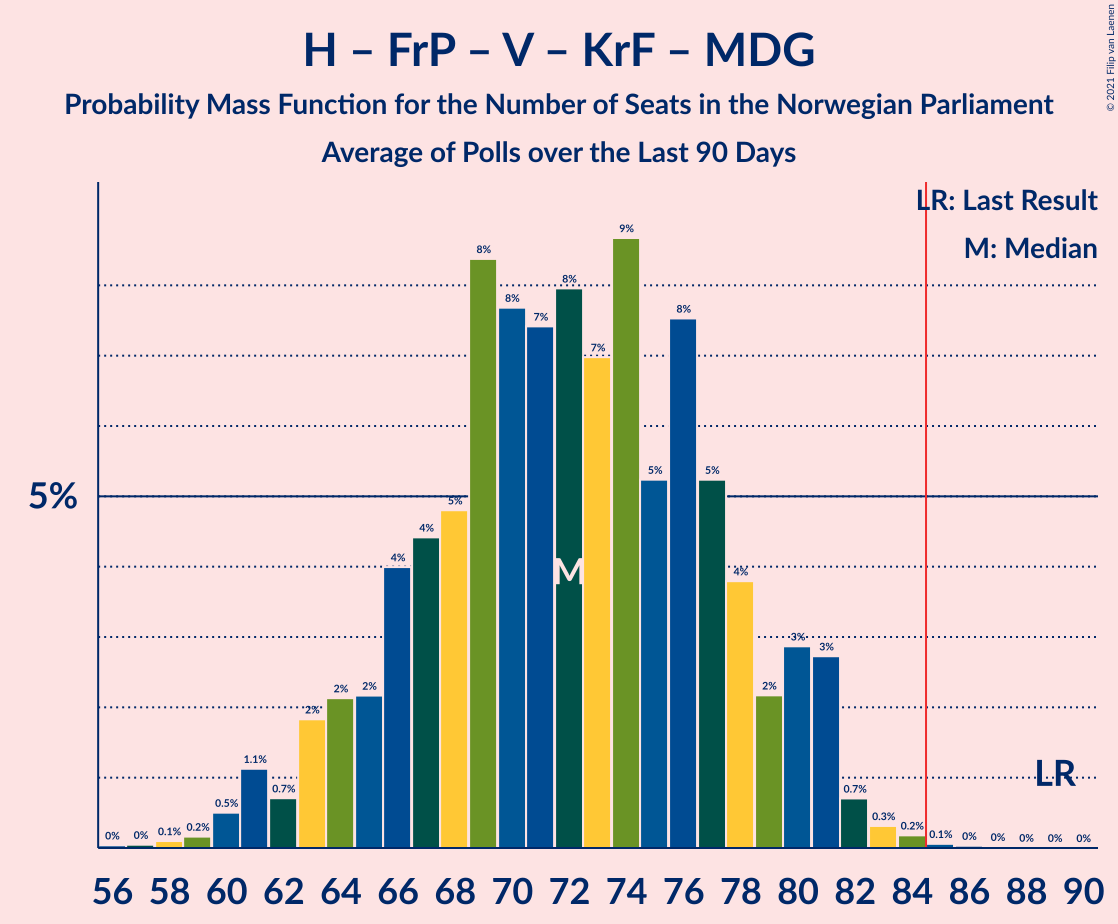 H – FrP – V – KrF – MDG
Probability Mass Function for the Number of Seats in the Norwegian Parliament
Average of Polls over the Last 90 Days
© 2021 Filip van Laenen
LR: Last Result
M: Median
5%
0% 0% 0.1% 0.2% 0.5% 1.1% 0.7% 2% 2% 2% 4% 4% 5% 8% 8% 7% 8% 7% 9% 5% 8% 5% 4% 2% 3% 3% 0.7% 0.3% 0.2% 0.1% 0% 0% 0% 0% 0%
M
LR
56 58 60 62 64 66 68 70 72 74 76 78 80 82 84 86 88 90